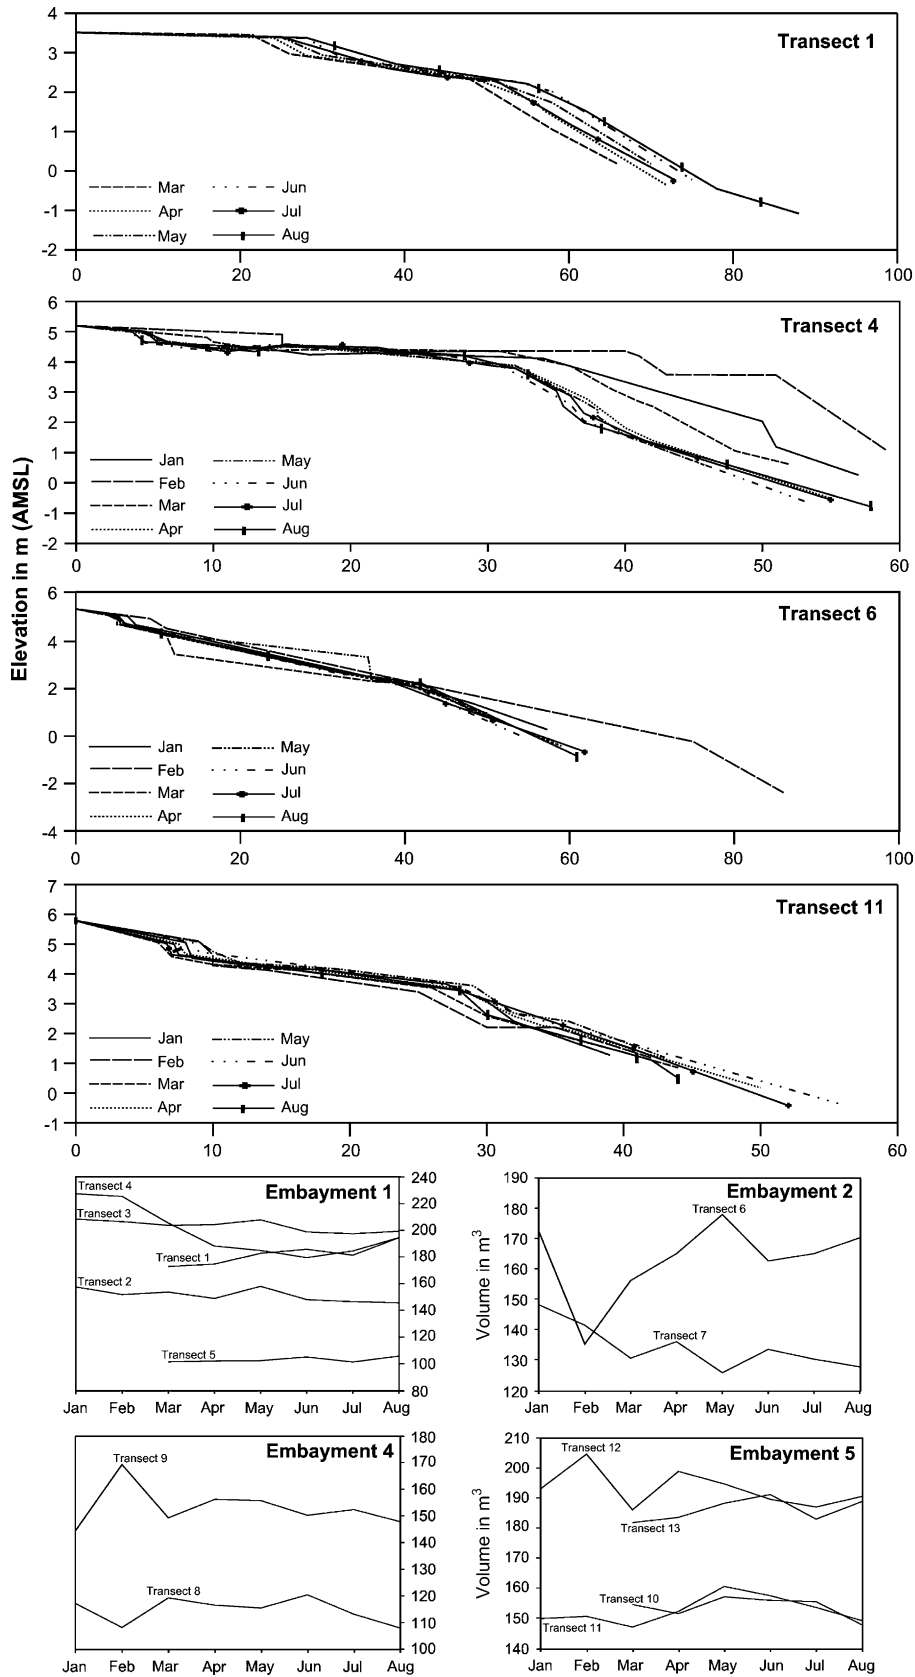 Elevation in m (AMSL)
4
3
2
1
0
-1
-2
Transect 1
Mar Jun
Apr Jul
May Aug
0 20 40 60 80 100
6
5
4
3
2
1
0
-1
-2
Transect 4
Jan May
Feb Jun
Mar Jul
Apr Aug
0 10 20 30 40 50 60
6
4
2
0
-2
-4
Transect 6
Jan May
Feb Jun
Mar Jul
Apr Aug
0 20 40 60 80 100
7
6
5
4
3
2
1
0
-1
Transect 11
Jan May
Feb Jun
Mar Jul
Apr Aug
0 10 20 30 40 50 60
Embayment 1
Transect 4
Transect 3
Transect 1
Transect 2
Transect 5
240
220
200
180
160
140
120
100
80
Jan Feb Mar Apr May Jun Jul Aug
Embayment 2
Volume in m³
190
180
170
160
150
140
130
120
Transect 6
Transect 7
Jan Feb Mar Apr May Jun Jul Aug
Embayment 4
Transect 9
Transect 8
180
170
160
150
140
130
120
110
100
Jan Feb Mar Apr May Jun Jul Aug
Embayment 5
Volume in m³
210
200
190
180
170
160
150
140
Transect 12
Transect 13
Transect 10
Transect 11
Jan Feb Mar Apr May Jun Jul Aug